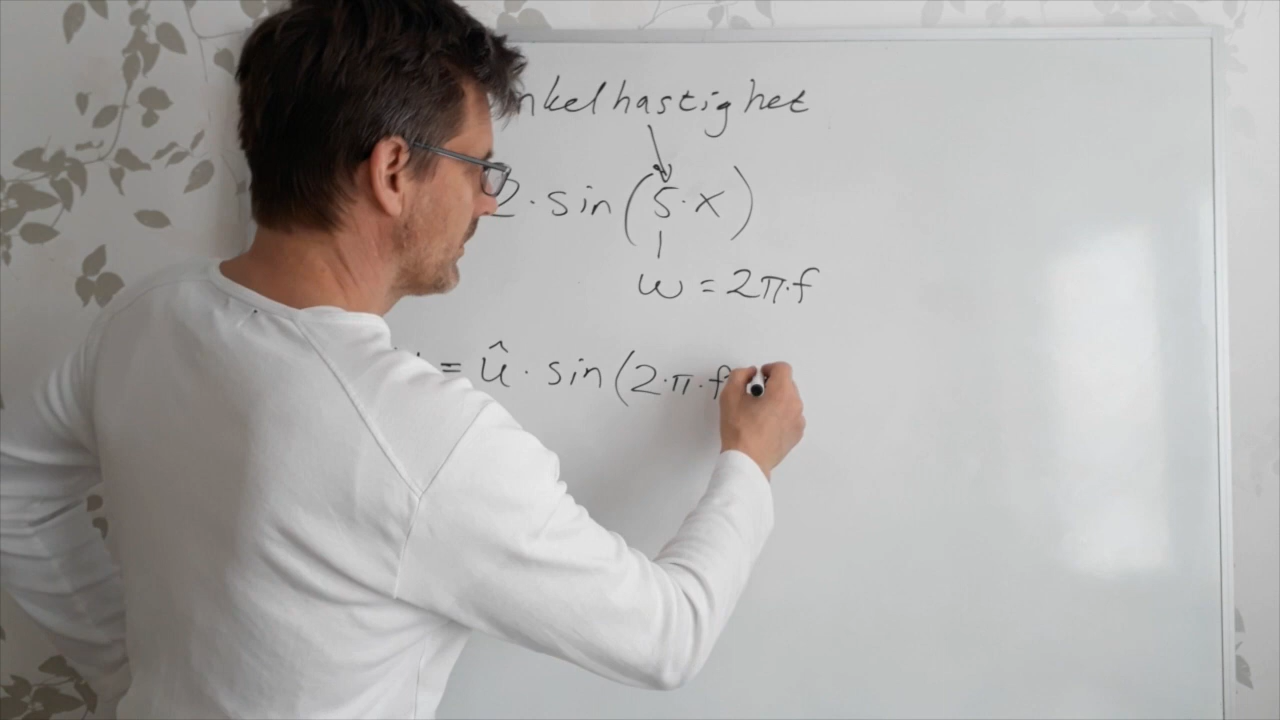 nkelhastighet
2·sin(5·x)
ω = 2π·f
= û · sin(2·π·f